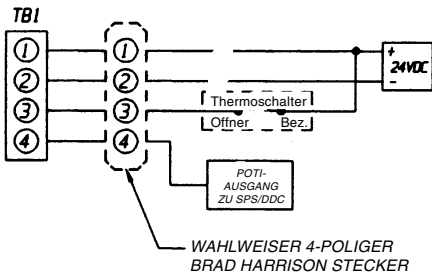 TB1
1 1
2 2
3 3
4 4
+
24VDC
-
Thermoschalter
Offner Bez.
POTI-
AUSGANG
ZU SPS/DDC
WAHLWEISER 4-POLIGER
BRAD HARRISON STECKER